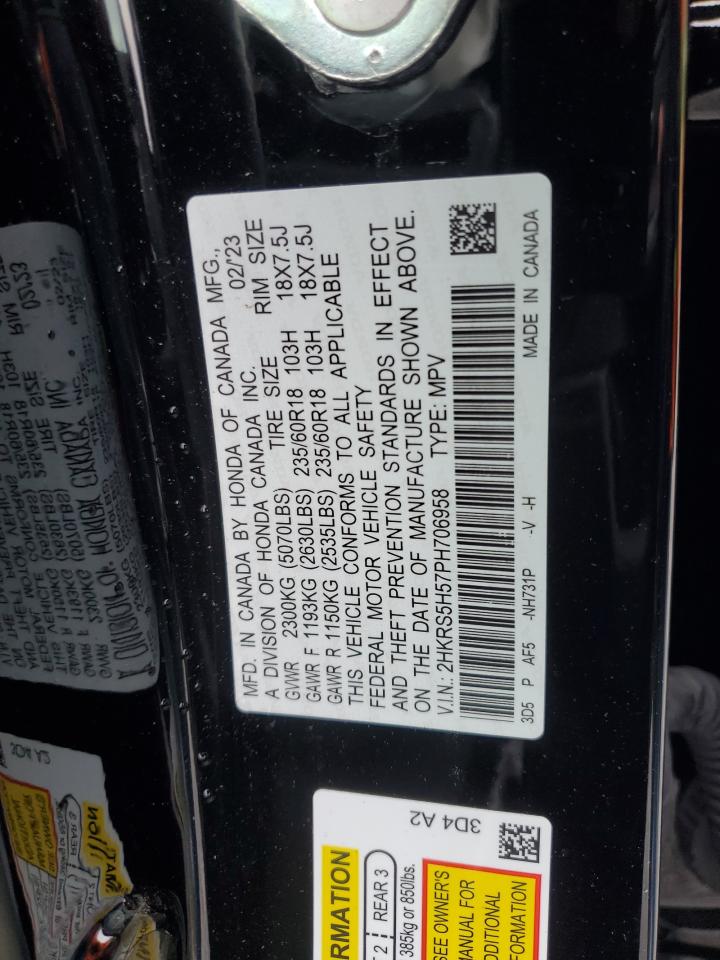 MFD. IN CANADA BY HONDA OF CANADA MFG.,
A DIVISION OF HONDA CANADA INC. 02/'23
GVWR 2300KG (5070LBS) TIRE SIZE RIM SIZE
GAWR F 1193KG (2630LBS) 235/60R18 103H 18X7.5J
GAWR R 1150KG (2535LBS) 235/60R18 103H 18X7.5J
THIS VEHICLE CONFORMS TO ALL APPLICABLE
FEDERAL MOTOR VEHICLE SAFETY
AND THEFT PREVENTION STANDARDS IN EFFECT
ON THE DATE OF MANUFACTURE SHOWN ABOVE.
V.I.N.: 2HKRS5H57PH706958 TYPE: MPV
3D5 P AF5 -NH731P -V -H MADE IN CANADA
3D4 A2
RMATION
2 REAR 3
385kg or 850lbs.
SEE OWNER'S
MANUAL FOR
DDITIONAL
FORMATION